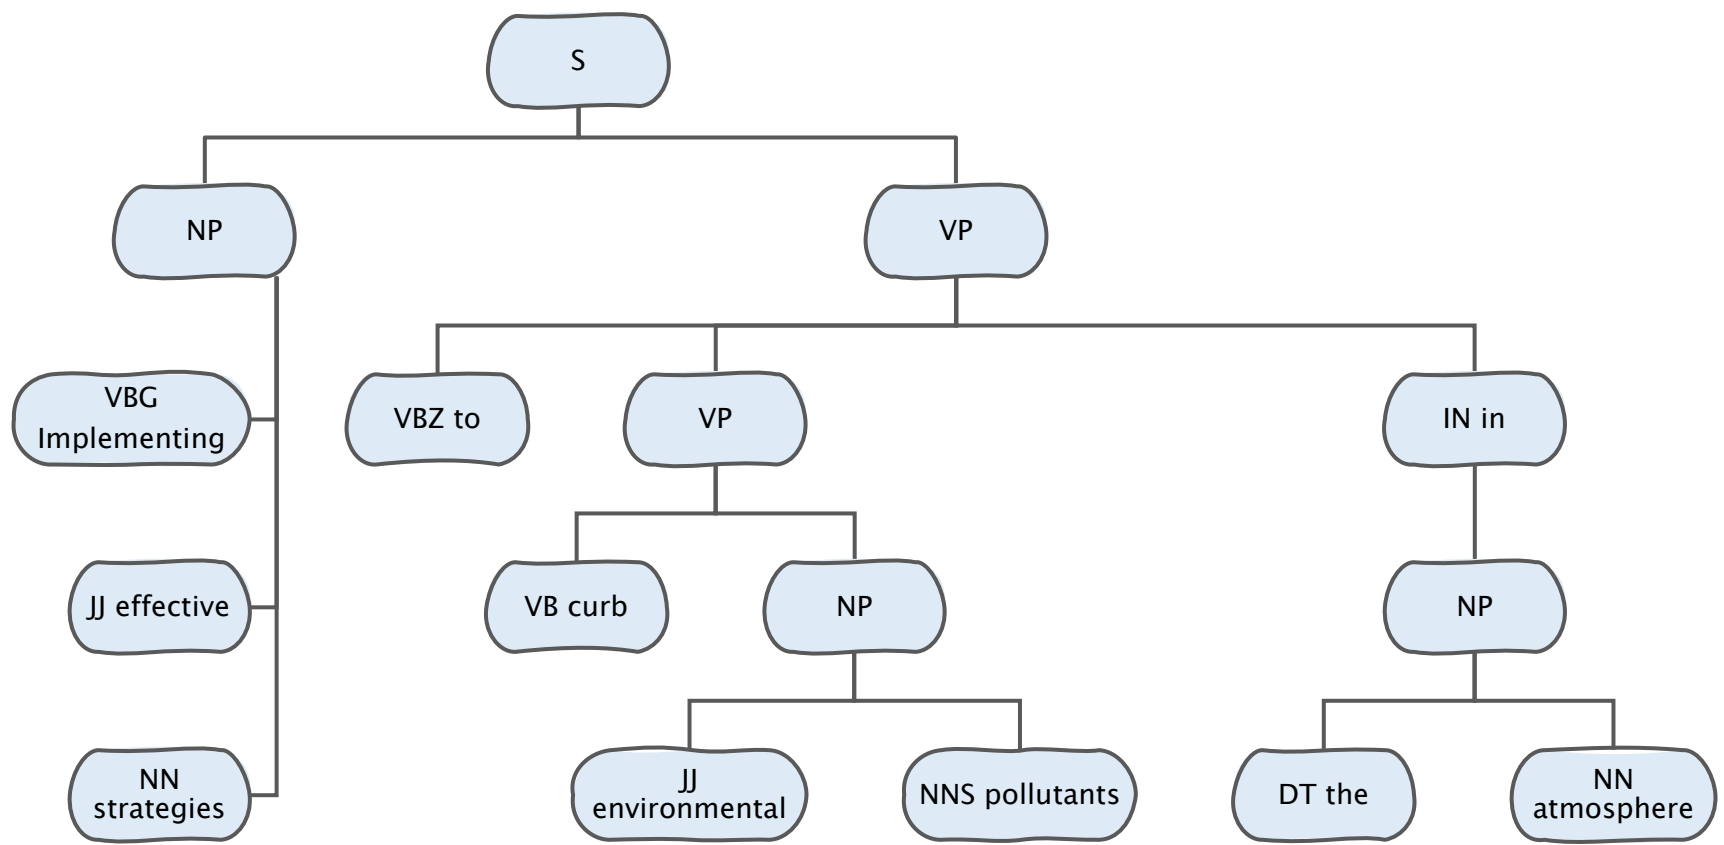 S
NP
VP
VBG
Implementing
VBZ to
VP
IN in
JJ effective
VB curb
NP
NP
NN
strategies
JJ
environmental
NNS pollutants
DT the
NN
atmosphere